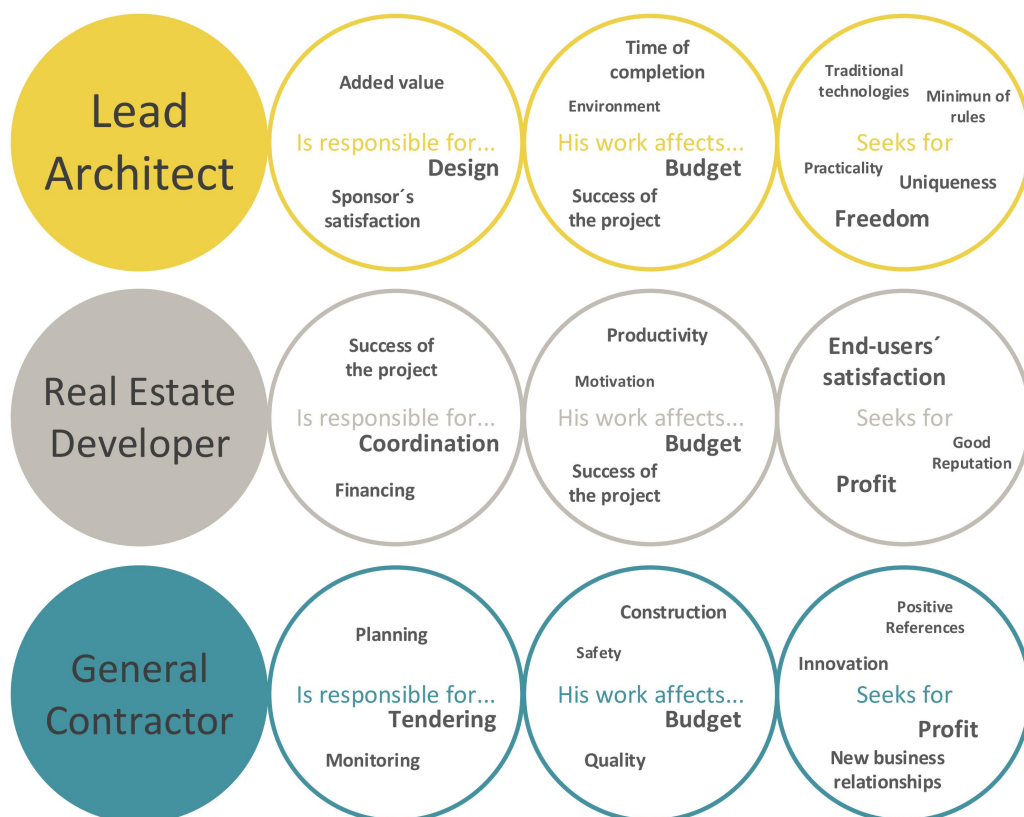 Lead
Architect
Added value
Is responsible for...
Design
Sponsor´s
satisfaction
Time of
completion
Environment
His work affects...
Budget
Success of
the project
Traditional
technologies
Minimun of
rules
Seeks for
Practicality
Uniqueness
Freedom
Real Estate
Developer
Success of
the project
Is responsible for...
Coordination
Financing
Productivity
Motivation
His work affects...
Budget
Success of
the project
End-users´
satisfaction
Seeks for
Good
Reputation
Profit
General
Contractor
Planning
Is responsible for...
Tendering
Monitoring
Construction
Safety
His work affects...
Budget
Quality
Positive
References
Innovation
Seeks for
Profit
New business
relationships